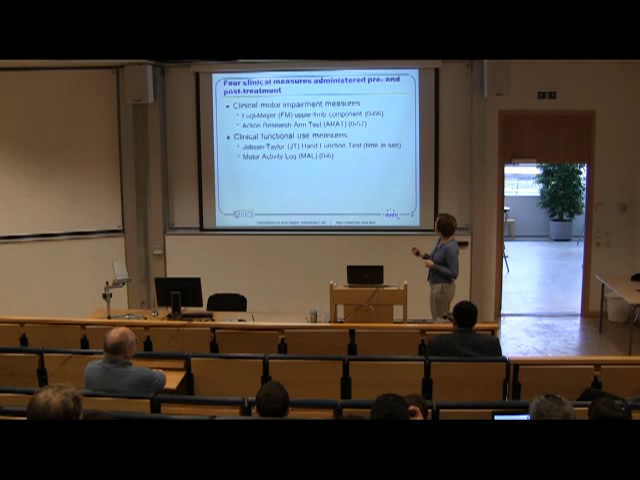 Four clinical measures administered pre- and
post-treatment
Clinical motor impairment measures
Fugl-Meyer (FM) upper-limb component (0-66)
Action Research Arm Test (ARAT) (0-57)
Clinical functional use measures
Jebsen-Taylor (JT) Hand Function Test (time in sec)
Motor Activity Log (MAL) (0-5)
RICE